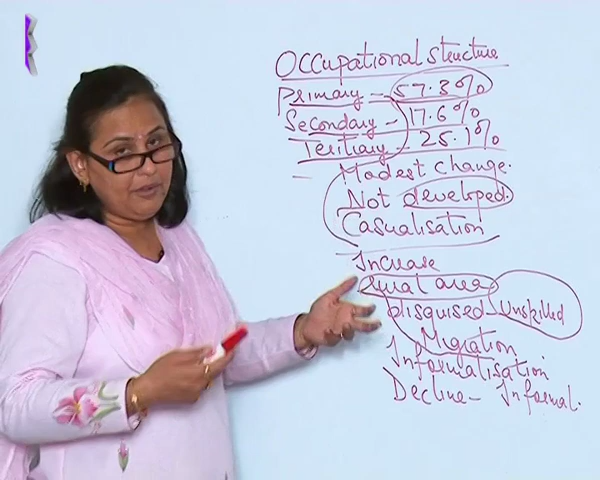 Occupational structure
Primary - 57.3%
Secondary - 17.6%
Tertiary - 25.1%
Modest change.
Not developed.
Casualisation
Increase
Rural area
Disquised - Unskilled
Migration
Informalisation
Decline - Informal.